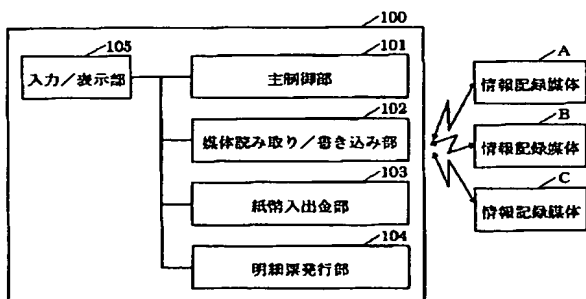 100
105
入力／表示部
101
主制御部
102
媒体読み取り／書き込み部
103
紙幣入出金部
104
明細票発行部
A
情報記録媒体
B
情報記録媒体
C
情報記録媒体